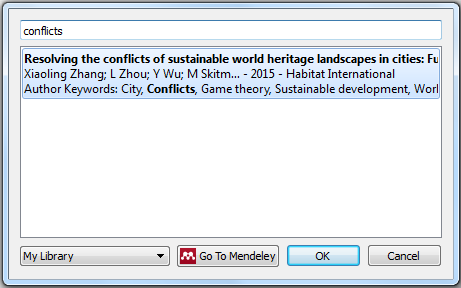 conflicts
Resolving the conflicts of sustainable world heritage landscapes in cities: Fu
Xiaoling Zhang; L Zhou; Y Wu; M Skitm... - 2015 - Habitat International
Author Keywords: City, Conflicts, Game theory, Sustainable development, Worl
My Library
Go To Mendeley
OK
Cancel